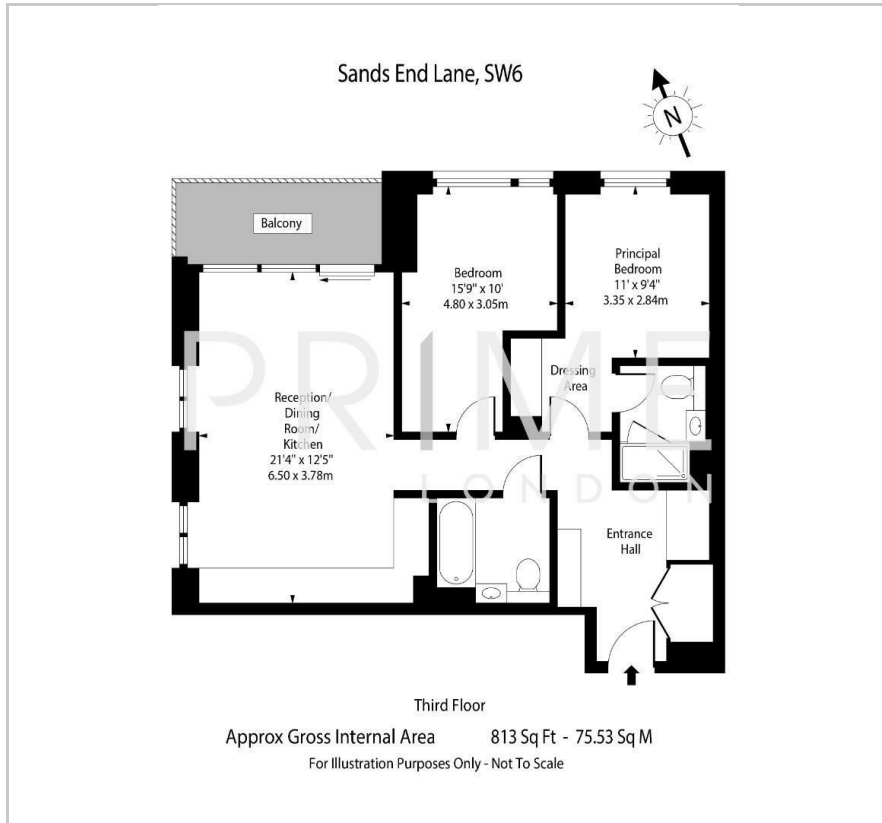 Sands End Lane, SW6
N
Balcony
Bedroom
15'9" x 10'
4.80 x 3.05m
Principal
Bedroom
11' x 9'4"
3.35 x 2.84m
PRIME
LONDON
Dressing
Area
Reception/
Dining
Room/
Kitchen
21'4" x 12'5"
6.50 x 3.78m
Entrance
Hall
Third Floor
Approx Gross Internal Area 813 Sq Ft - 75.53 Sq M
For Illustration Purposes Only - Not To Scale